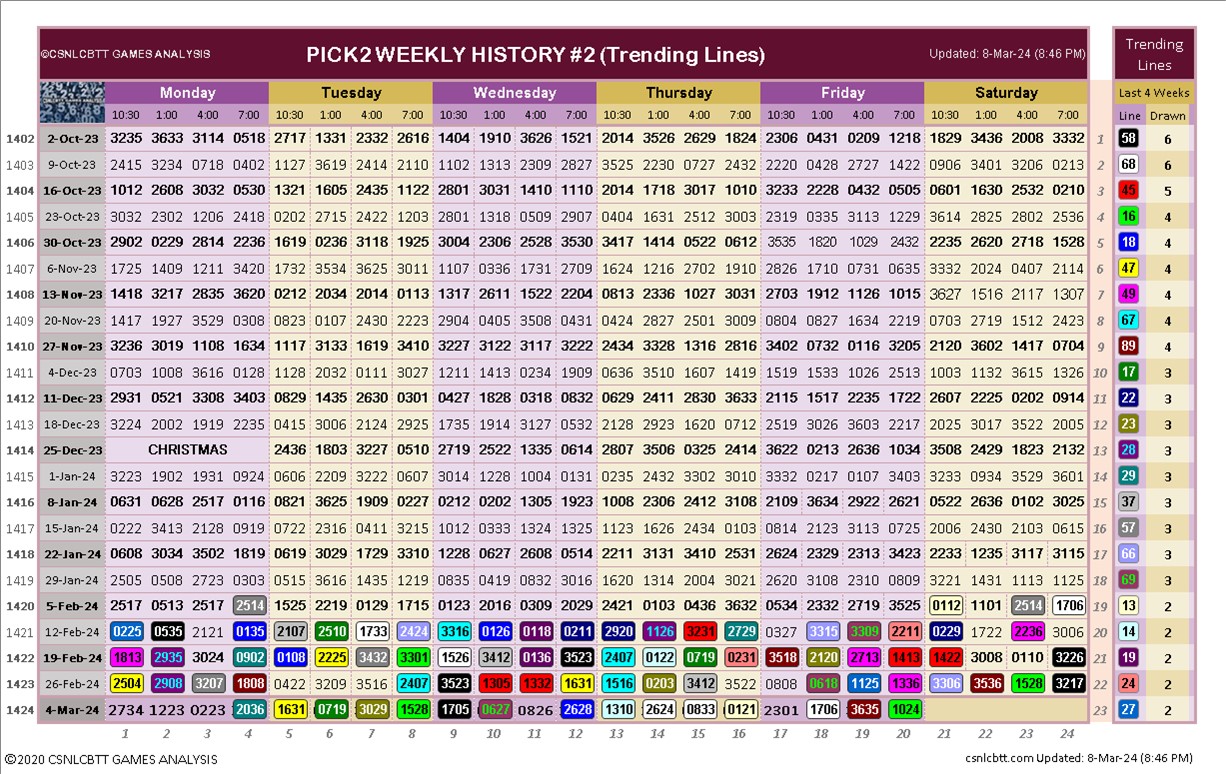 ©CSNLCBTT GAMES ANALYSIS PICK2 WEEKLY HISTORY #2 (Trending Lines) Updated: 8-Mar-24 (8:46 PM) Trending Lines
Monday Tuesday Wednesday Thursday Friday Saturday Last 4 Weeks
10:30 1:00 4:00 7:00 10:30 1:00 4:00 7:00 10:30 1:00 4:00 7:00 10:30 1:00 4:00 7:00 10:30 1:00 4:00 7:00 10:30 1:00 4:00 7:00 Line Drawn
1402 2-Oct-23 3235 3633 3114 0518 2717 1331 2332 2616 1404 1910 3626 1521 2014 3526 2629 1824 2306 0431 0209 1218 1829 3436 2008 3332 1 58 6
1403 9-Oct-23 2415 3234 0718 0402 1127 3619 2414 2110 1102 1313 2309 2827 3525 2230 0727 2432 2220 0428 2727 1422 0906 3401 3206 0213 2 68 6
1404 16-Oct-23 1012 2608 3032 0530 1321 1605 2435 1122 2801 3031 1410 1110 2014 1718 3017 1010 3233 2228 0432 0505 0601 1630 2532 0210 3 45 5
1405 23-Oct-23 3032 2302 1206 2418 0202 2715 2422 1203 2801 1318 0509 2907 0404 1631 2512 3003 2319 0335 3113 1229 3614 2825 2802 2536 4 16 4
1406 30-Oct-23 2902 0229 2814 2236 1619 0236 3118 1925 3004 2306 2528 3530 3417 1414 0522 0612 3535 1820 1029 2432 2235 2620 2718 1528 5 18 4
1407 6-Nov-23 1725 1409 1211 3420 1732 3534 3625 3011 1107 0336 1731 2709 1624 1216 2702 1910 2826 1710 0731 0635 3332 2024 0407 2114 6 47 4
1408 13-Nov-23 1418 3217 2835 3620 0212 2034 2014 0113 1317 2611 1522 2204 0813 2336 1027 3031 2703 1912 1126 1015 3627 1516 2117 1307 7 49 4
1409 20-Nov-23 1417 1927 3529 0308 0823 0107 2430 2223 2904 0405 3508 0431 0424 2827 2501 3009 0804 0827 1634 2219 0703 2719 1512 2423 8 67 4
1410 27-Nov-23 3236 3019 1108 1634 1117 3133 1619 3410 3227 3122 3117 3222 2434 3328 1316 2816 3402 0732 0116 3205 2120 3602 1417 0704 9 89 4
1411 4-Dec-23 0703 1008 3616 0128 1128 2032 0111 3027 1211 1413 0234 1909 0636 3510 1607 1419 1519 1533 1026 2513 1003 1132 3615 1326 10 17 3
1412 11-Dec-23 2931 0521 3308 3403 0829 1435 2630 0301 0427 1828 0318 0832 0629 2411 2830 3633 2115 1517 2235 1722 2607 2225 0202 0914 11 22 3
1413 18-Dec-23 3224 2002 1919 2235 0415 3006 2124 2923 1735 1914 3127 0532 2128 2923 1620 0712 2519 3026 3603 2217 2025 3017 3522 2005 12 23 3
1414 25-Dec-23 CHRISTMAS 2436 1803 3227 0510 2719 2522 1335 0614 2807 3506 0325 2414 3622 0213 2636 1034 3508 2429 1823 2132 13 28 3
1415 1-Jan-24 3223 1902 1931 0924 0606 2209 3222 0607 3014 1228 1004 0131 0235 2432 3302 3010 3332 0217 0107 3403 3233 0934 3529 3601 14 29 3
1416 8-Jan-24 0631 0628 2517 0116 0821 3625 1909 0227 0212 0202 1305 1923 1008 2306 2412 3108 2109 3634 2922 2621 0522 2636 0102 3025 15 37 3
1417 15-Jan-24 0222 3413 2128 0919 0722 2316 0411 3215 1012 0333 1324 1325 1123 1626 2434 0103 0814 2123 3113 0725 2006 2430 2103 0615 16 57 3
1418 22-Jan-24 0608 3034 3502 1819 0619 3029 1729 3310 1228 0627 2608 0514 2211 3131 3410 2531 2624 2329 2313 3423 2233 1235 3117 3115 17 66 3
1419 29-Jan-24 2505 0508 2723 0303 0515 3616 1435 1219 0835 0419 0832 3016 1620 1314 2004 3021 2620 3108 2310 0809 3221 1431 1113 1125 18 69 3
1420 5-Feb-24 2517 0513 2517 2514 1525 2219 0129 1715 0123 2016 0309 2029 2421 0103 0436 3632 0534 2332 2719 3525 0112 1101 2514 1706 19 13 2
1421 12-Feb-24 0225 0535 2121 0135 2107 2510 1733 2424 3316 0126 0118 0211 2920 1126 3231 2729 0327 3315 3309 2211 0229 1722 2236 3006 20 14 2
1422 19-Feb-24 1813 2935 3024 0902 0108 2225 3432 3301 1526 3412 0136 3523 2407 0122 0719 0231 3518 2120 2713 1413 1422 3008 0110 3226 21 19 2
1423 26-Feb-24 2504 2908 3207 1808 0422 3209 3516 2407 3523 1305 1332 1631 1516 0203 3412 3522 0808 0618 1125 1336 3306 3536 1528 3217 22 24 2
1424 4-Mar-24 2734 1223 0223 2036 1631 0719 3029 1528 1705 0627 0826 2628 1310 2624 0833 0121 2301 1706 3635 1024 23 27 2
1 2 3 4 5 6 7 8 9 10 11 12 13 14 15 16 17 18 19 20 21 22 23 24
©2020 CSNLCBTT GAMES ANALYSIS csnlcbtt.com Updated: 8-Mar-24 (8:46 PM)